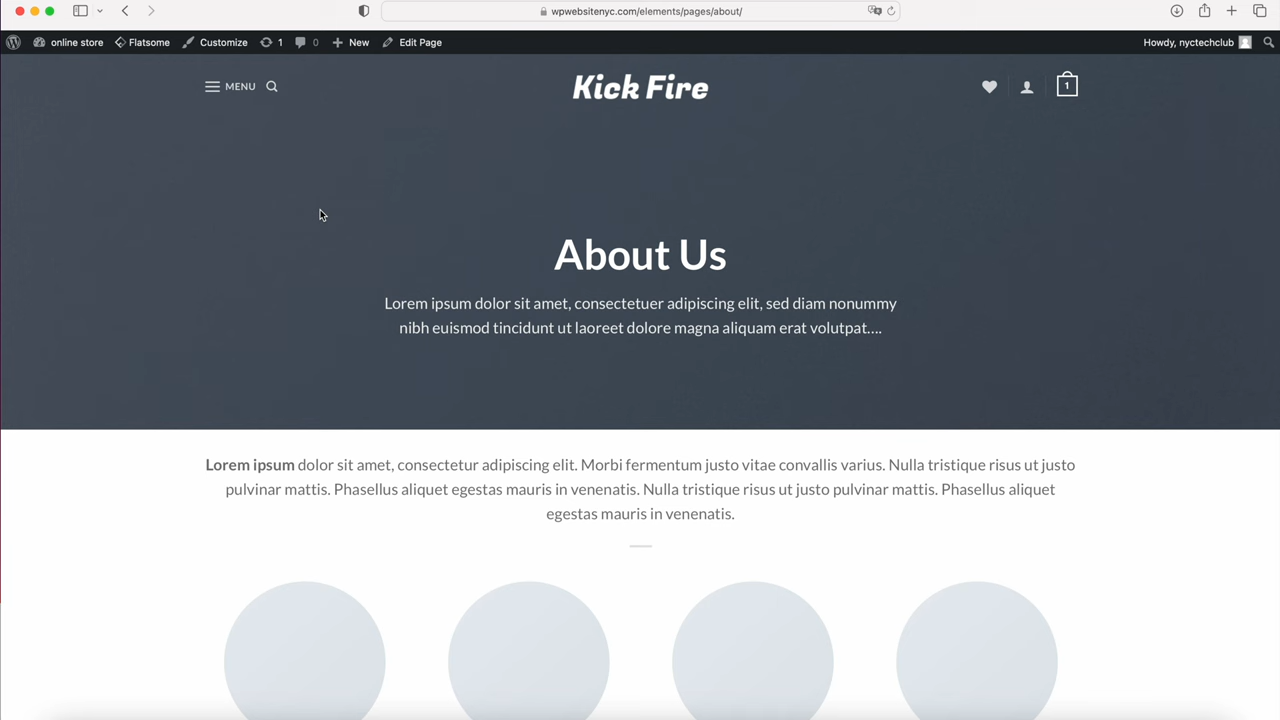 wpwebsitenyc.com/elements/pages/about/
online store Flatsome Customize 1 0 New Edit Page Howdy, nyctechclub
MENU Kick Fire 1
About Us
Lorem ipsum dolor sit amet, consectetuer adipiscing elit, sed diam nonummy
nibh euismod tincidunt ut laoreet dolore magna aliquam erat volutpat....
Lorem ipsum dolor sit amet, consectetur adipiscing elit. Morbi fermentum justo vitae convallis varius. Nulla tristique risus ut justo
pulvinar mattis. Phasellus aliquet egestas mauris in venenatis. Nulla tristique risus ut justo pulvinar mattis. Phasellus aliquet
egestas mauris in venenatis.